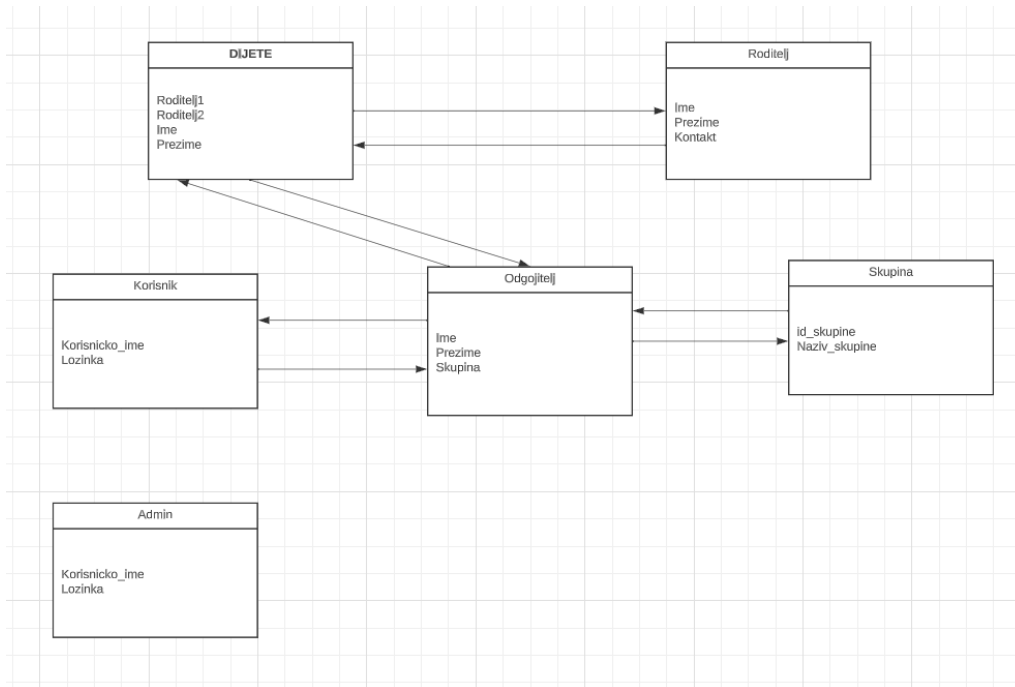 DIJETE
Roditelj1
Roditelj2
Ime
Prezime
Roditelj
Ime
Prezime
Kontakt
Korisnik
Korisnicko_ime
Lozinka
Odgojitelj
Ime
Prezime
Skupina
Skupina
id_skupine
Naziv_skupine
Admin
Korisnicko_ime
Lozinka